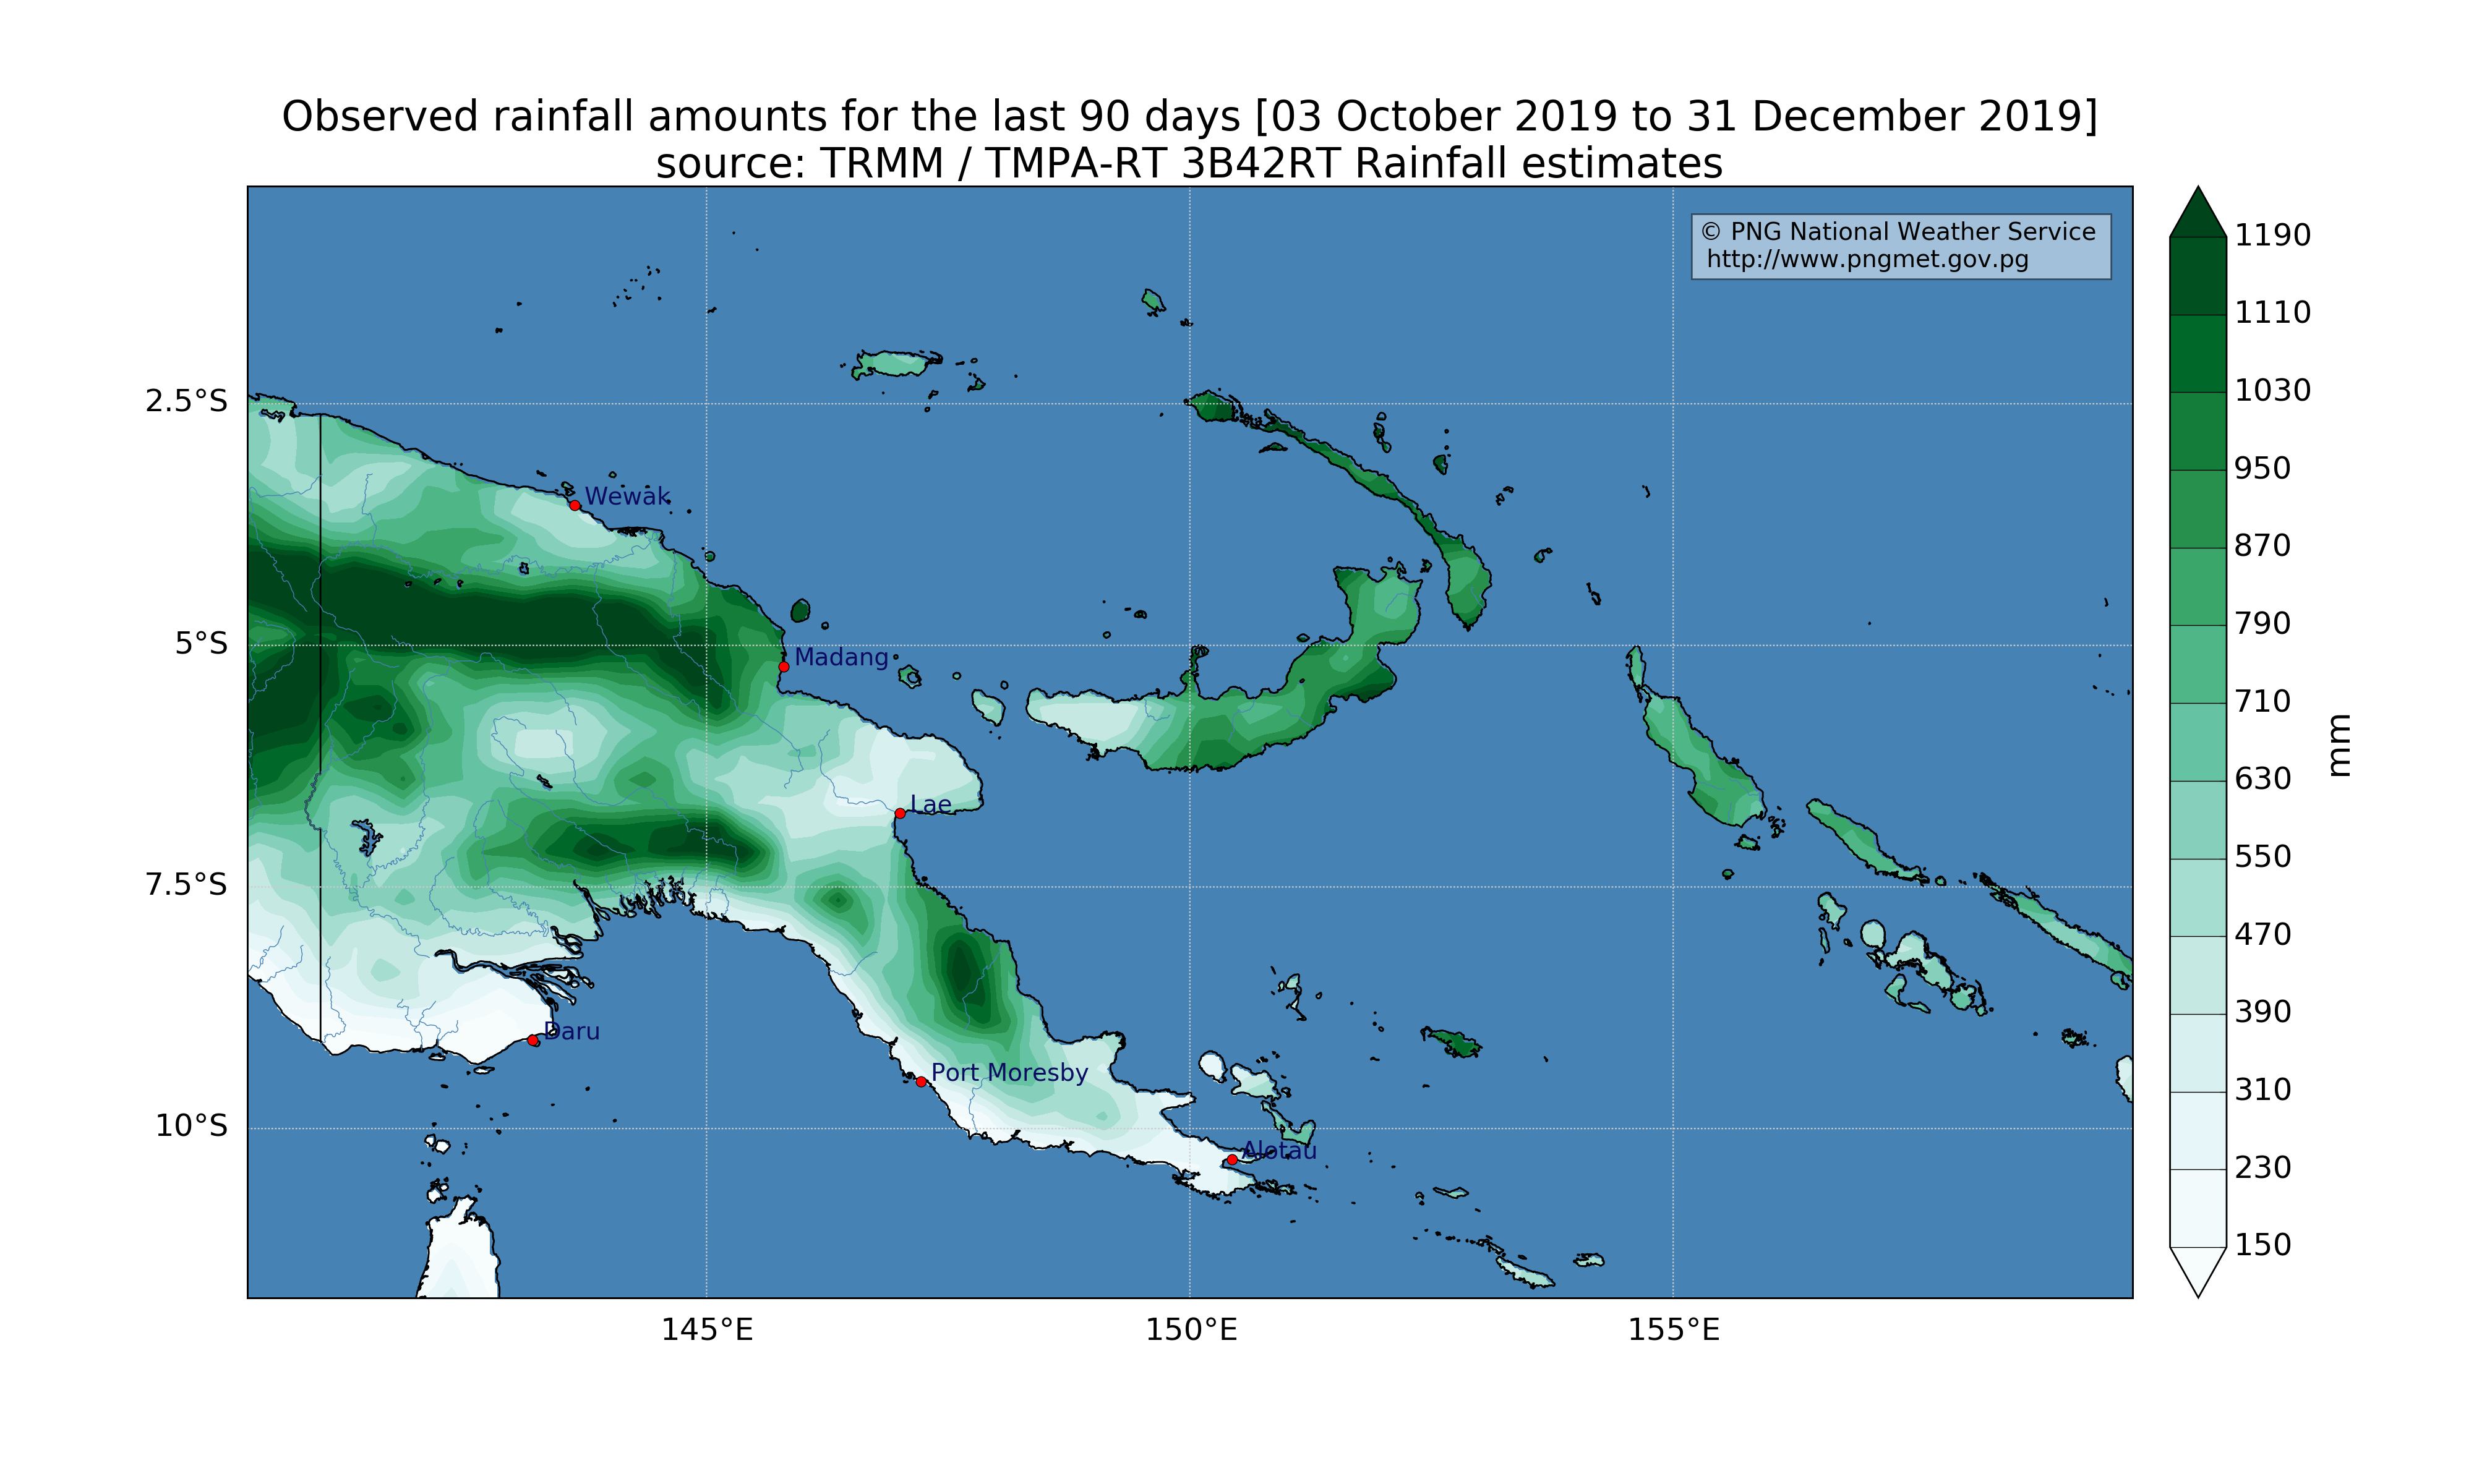 Observed rainfall amounts for the last 90 days [03 October 2019 to 31 December 2019]
source: TRMM / TMPA-RT 3B42RT Rainfall estimates
© PNG National Weather Service
http://www.pngmet.gov.pg
2.5°S
5°S
7.5°S
10°S
Wewak
Madang
Lae
Daru
Port Moresby
Alotau
145°E
150°E
155°E
1190
1110
1030
950
870
790
710
630
550
470
390
310
230
150
mm